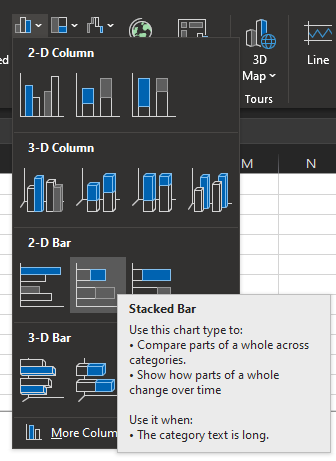 ed
3D
Map
Line
Tours
2-D Column
3-D Column
M
N
2-D Bar
Stacked Bar
Use this chart type to:
• Compare parts of a whole across
categories.
• Show how parts of a whole
change over time
Use it when:
• The category text is long.
3-D Bar
More Colum